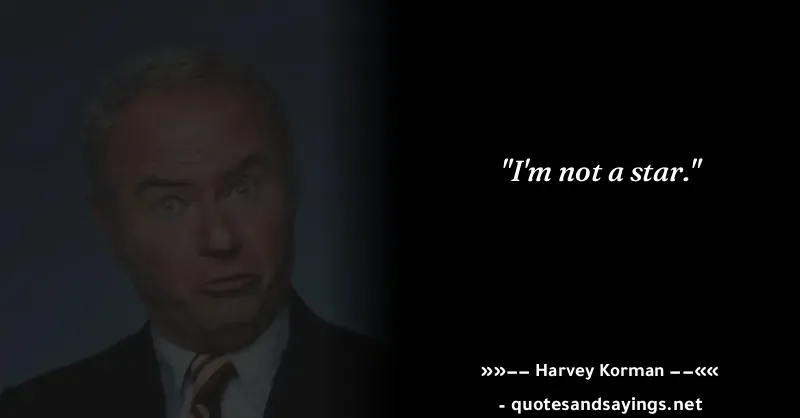 "I'm not a star."
»»−− Harvey Korman −−««
- quotesandsayings.net